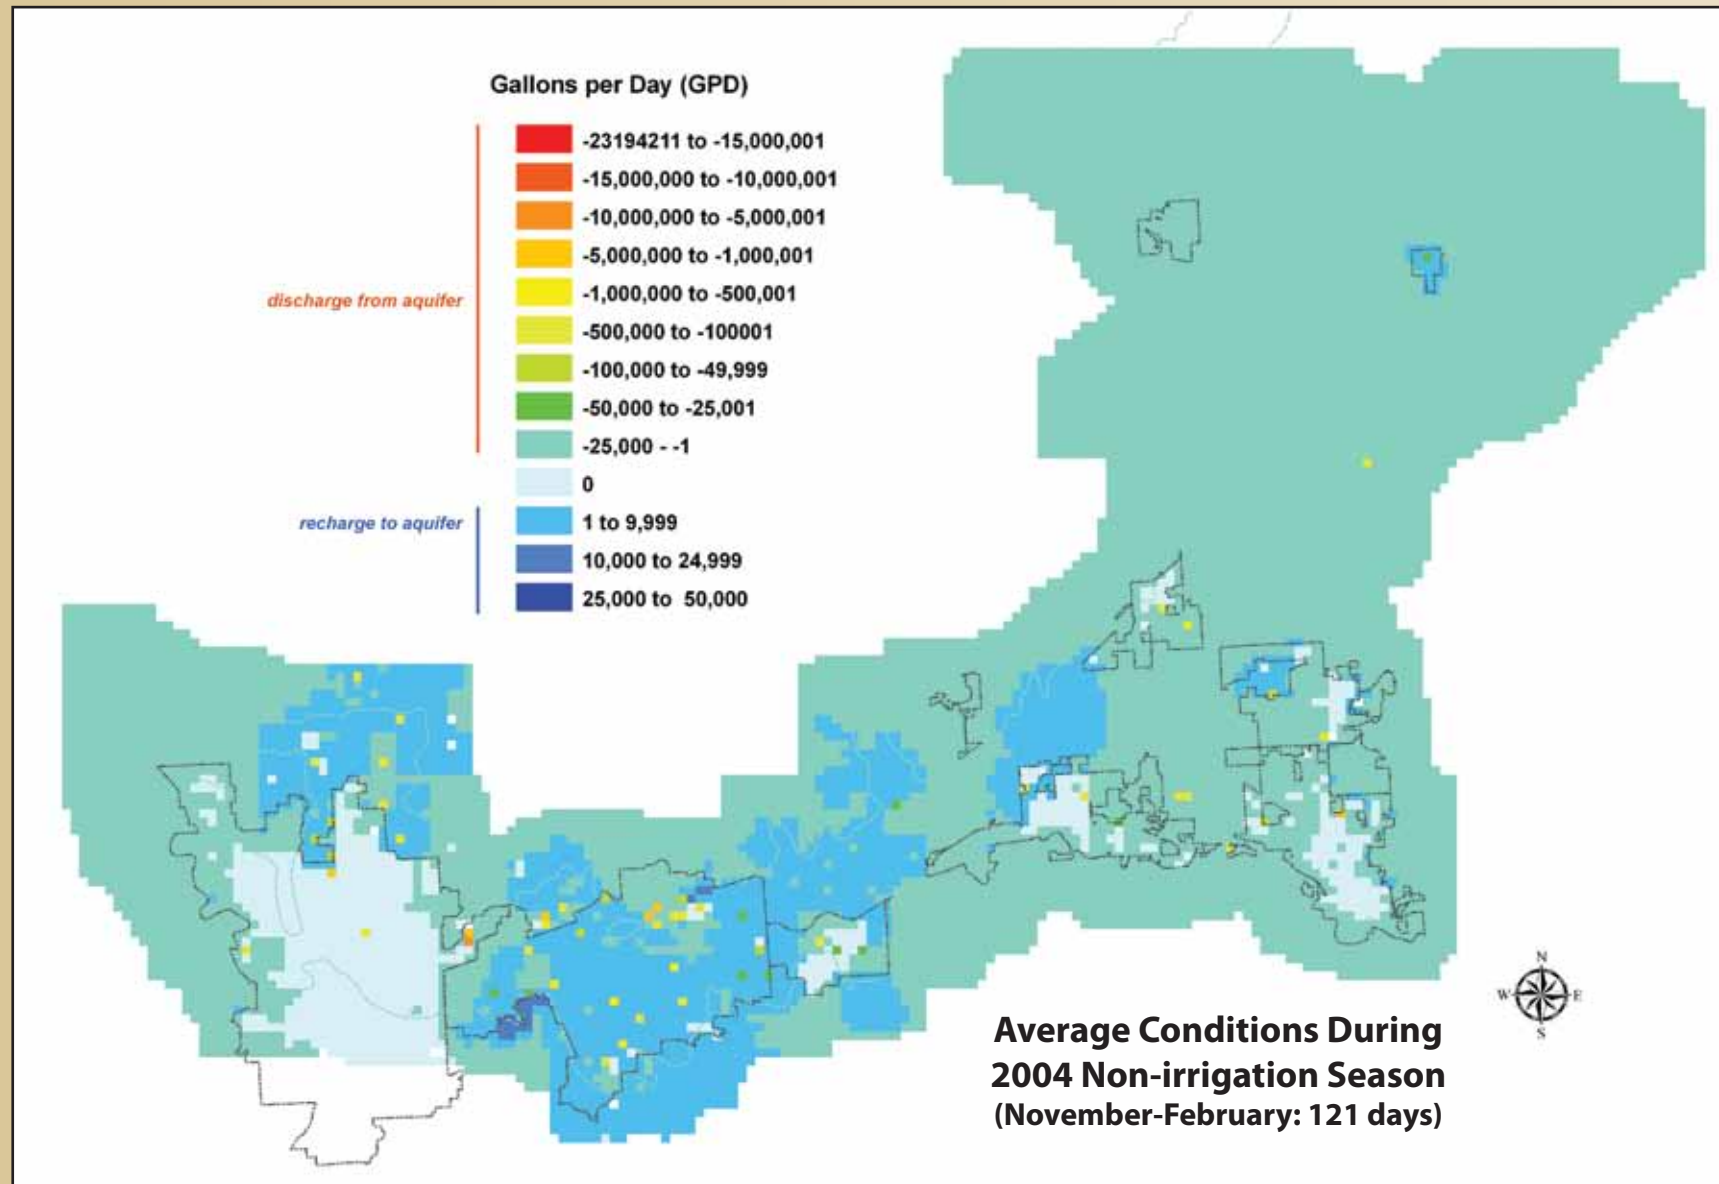 Gallons per Day (GPD)
-23194211 to -15,000,001
-15,000,000 to -10,000,001
-10,000,000 to -5,000,001
-5,000,000 to -1,000,001
-1,000,000 to -500,001
discharge from aquifer
-500,000 to -100001
-100,000 to -49,999
-50,000 to -25,001
-25,000 - -1
0
recharge to aquifer
1 to 9,999
10,000 to 24,999
25,000 to 50,000
N
W E
S
Average Conditions During
2004 Non-irrigation Season
(November-February: 121 days)